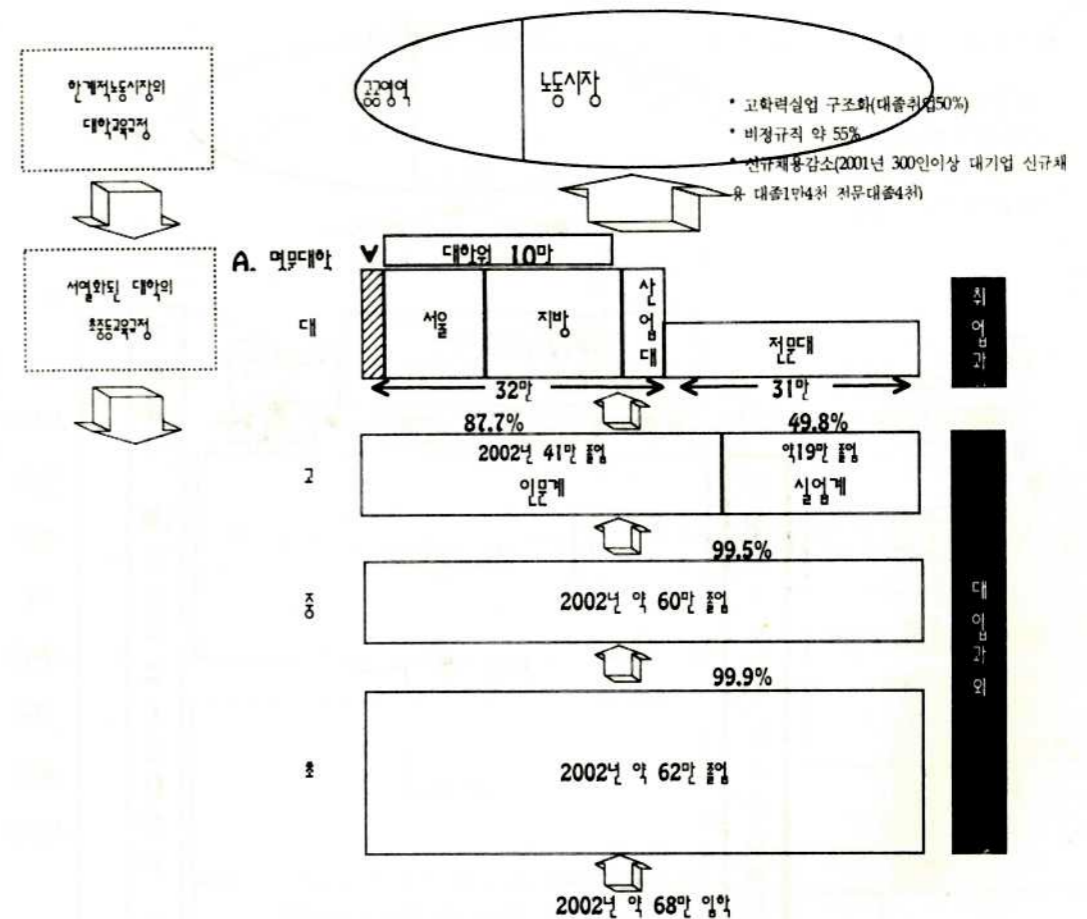 한계적노동시장의
대학교육규정
공공영역
노동시장
* 고학력실업 구조화(대졸취업50%)
* 비정규직 약 55%
* 신규채용감소(2001년 300인이상 대기업 신규채
용 대졸1만4천 전문대졸4천)
서열화된 대학의
초중등교육규정
A. 명문대학
대학원 10만
대
서울
지방
산업대
전문대
취업과
32만
31만
87.7%
49.8%
고
2002년 41만 졸업
인문계
약19만 졸업
실업계
99.5%
중
2002년 약 60만 졸업
대입과외
99.9%
초
2002년 약 62만 졸업
2002년 약 68만 입학